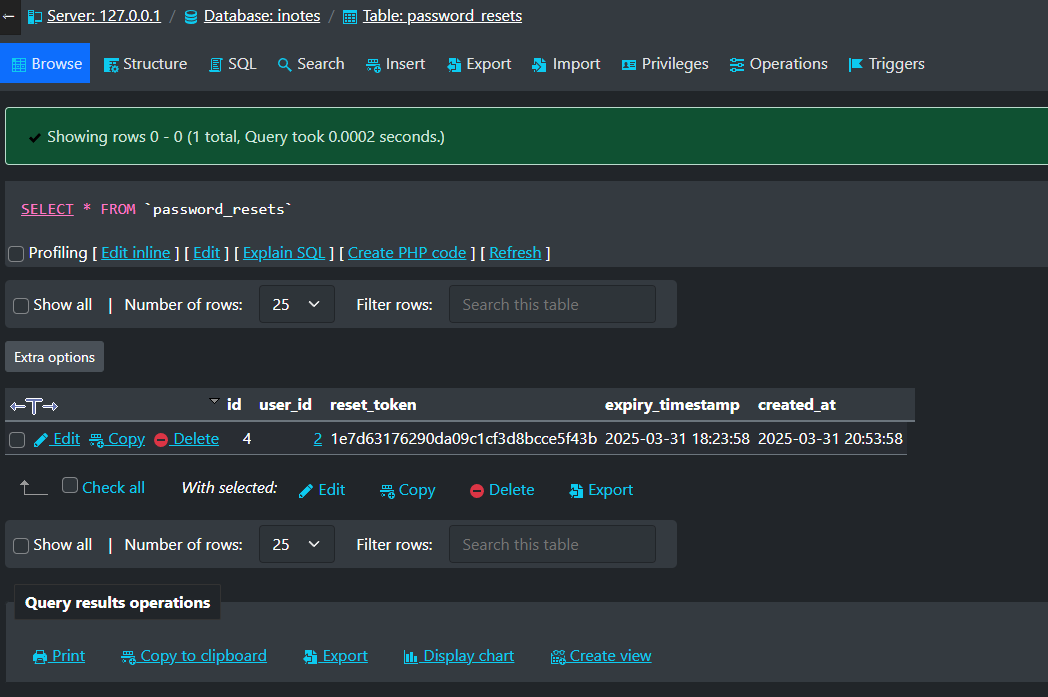 Server: 127.0.0.1 / Database: inotes / Table: password_resets
Browse Structure SQL Search Insert Export Import Privileges Operations Triggers
Showing rows 0 - 0 (1 total, Query took 0.0002 seconds.)
SELECT * FROM `password_resets`
Profiling [ Edit inline ] [ Edit ] [ Explain SQL ] [ Create PHP code ] [ Refresh ]
Show all | Number of rows: 25 Filter rows: Search this table
Extra options
id user_id reset_token expiry_timestamp created_at
Edit Copy Delete 4 2 1e7d63176290da09c1cf3d8bcce5f43b 2025-03-31 18:23:58 2025-03-31 20:53:58
Check all With selected: Edit Copy Delete Export
Show all | Number of rows: 25 Filter rows: Search this table
Query results operations
Print Copy to clipboard Export Display chart Create view